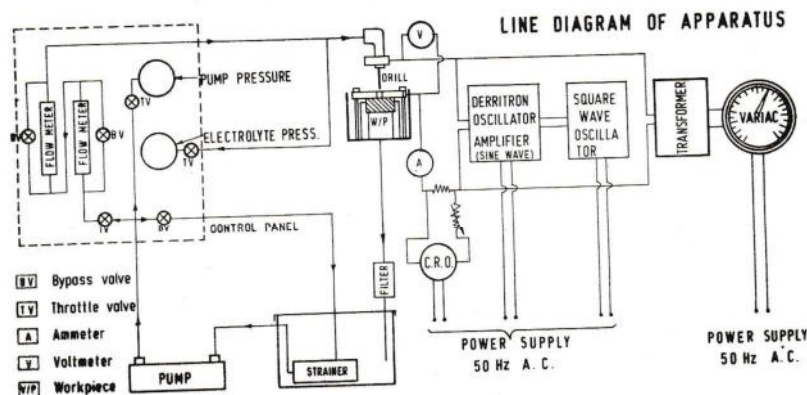 LINE DIAGRAM OF APPARATUS
PUMP PRESSURE
TV
V
DRILL
FLOW METER
FLOW METER
BV
BV
ELECTROLYTE PRESS.
TV
W/P
A
DERRITRON
OSCILLATOR
AMPLIFIER
(SINE WAVE)
SQUARE
WAVE
OSCILLA
TOR
TRANSFORMER
VARIAC
TV
BV
CONTROL PANEL
C.R.O.
FILTER
BV Bypass valve
TV Throttle valve
A Ammeter
V Voltmeter
W/P Workpiece
PUMP
STRAINER
POWER SUPPLY
50 Hz A. C.
POWER SUPPLY
50 Hz A.C.